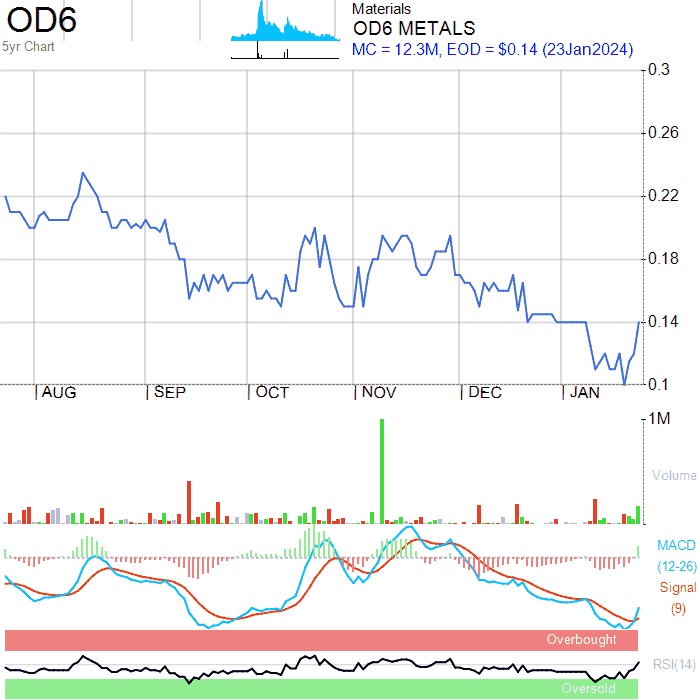 OD6
5yr Chart
Materials
OD6 METALS
MC = 12.3M, EOD = $0.14 (23Jan2024)
0.3
0.26
0.22
0.18
0.14
0.1
AUG
SEP
OCT
NOV
DEC
JAN
1M
Volume
MACD
(12-26)
Signal
(9)
Overbought
RSI(14)
Oversold